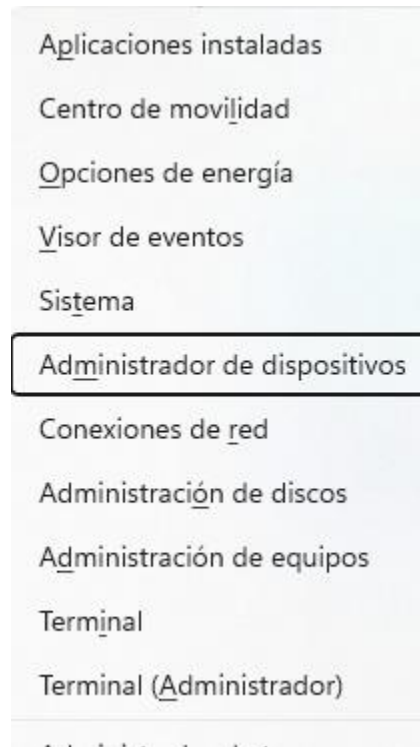 Aplicaciones instaladas
Centro de movilidad
Opciones de energía
Visor de eventos
Sistema
Administrador de dispositivos
Conexiones de red
Administración de discos
Administración de equipos
Terminal
Terminal (Administrador)